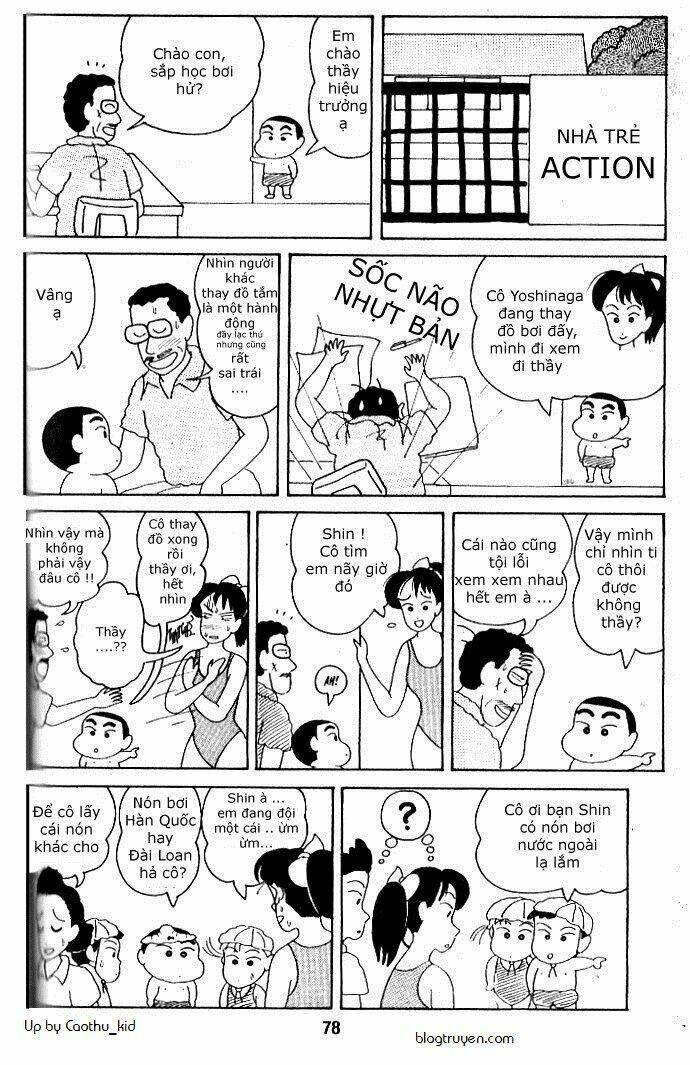 NHÀ TRẺ
ACTION
Em
chào
thầy
hiệu
trưởng
ạ
Chào con,
sắp học bơi
hử?
Cô Yoshinaga
đang thay
đồ bơi đấy,
mình đi xem
đi thầy
SỐC NÃO
NHỰT BẢN
Nhìn người
khác
thay đồ tắm
là một hành
động
đầy lạc thú
nhưng cũng
rất
sai trái
....
Vâng
ạ
Vậy mình
chỉ nhìn ti
cô thôi
được
không
thầy?
Cái nào cũng
tội lỗi
xem xem nhau
hết em à ...
Shin !
Cô tìm
em nãy giờ
đó
AH!
Cô thay
đồ xong
rồi
thầy ơi,
hết
nhìn
Thầy
....??
Nhìn vậy mà
không
phải vậy
đâu cô !!
Cô ơi bạn Shin
có nón bơi
nước ngoài
lạ lắm
?
Shin à ...
em đang đội
một cái .. ừm
ừm...
Nón bơi
Hàn Quốc
hay
Đài Loan
hả cô?
Để cô lấy
cái nón
khác cho
Up by Caothu_kid
78
blogtruyen.com